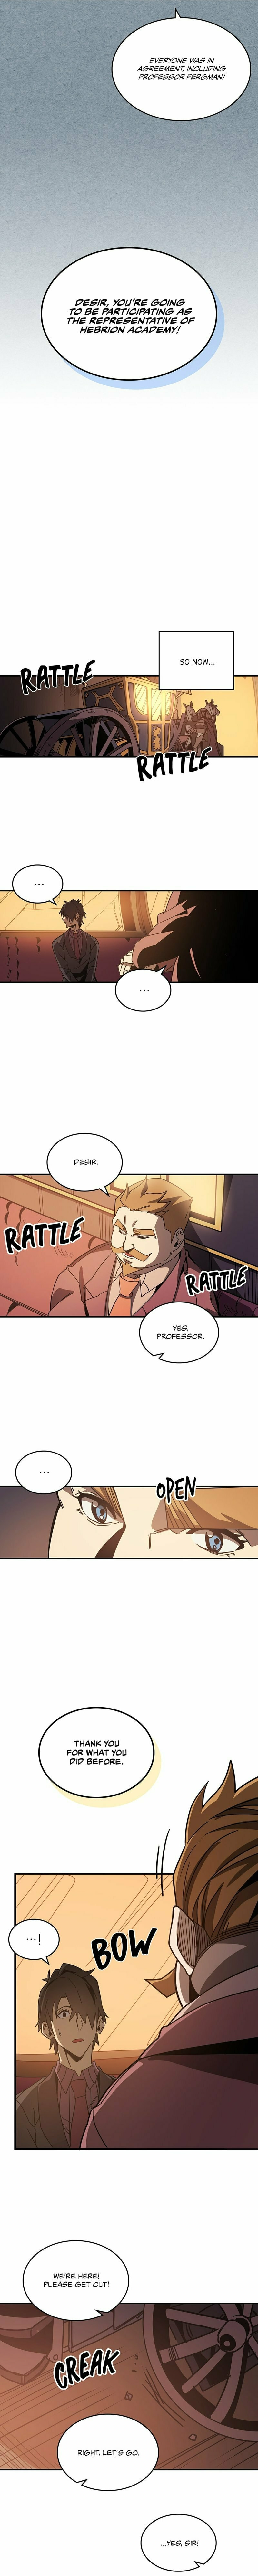 EVERYONE WAS IN
AGREEMENT, INCLUDING
PROFESSOR FERGMAN!
DESIR, YOU'RE GOING
TO BE PARTICIPATING AS
THE REPRESENTATIVE OF
HEBRION ACADEMY!
SO NOW...
RATTLE
RATTLE
...
...
DESIR.
RATTLE
RATTLE
YES,
PROFESSOR.
...
OPEN
THANK YOU
FOR WHAT YOU
DID BEFORE.
...!
BOW
WE'RE HERE!
PLEASE GET OUT!
CREAK
RIGHT, LET'S GO.
...YES, SIR!